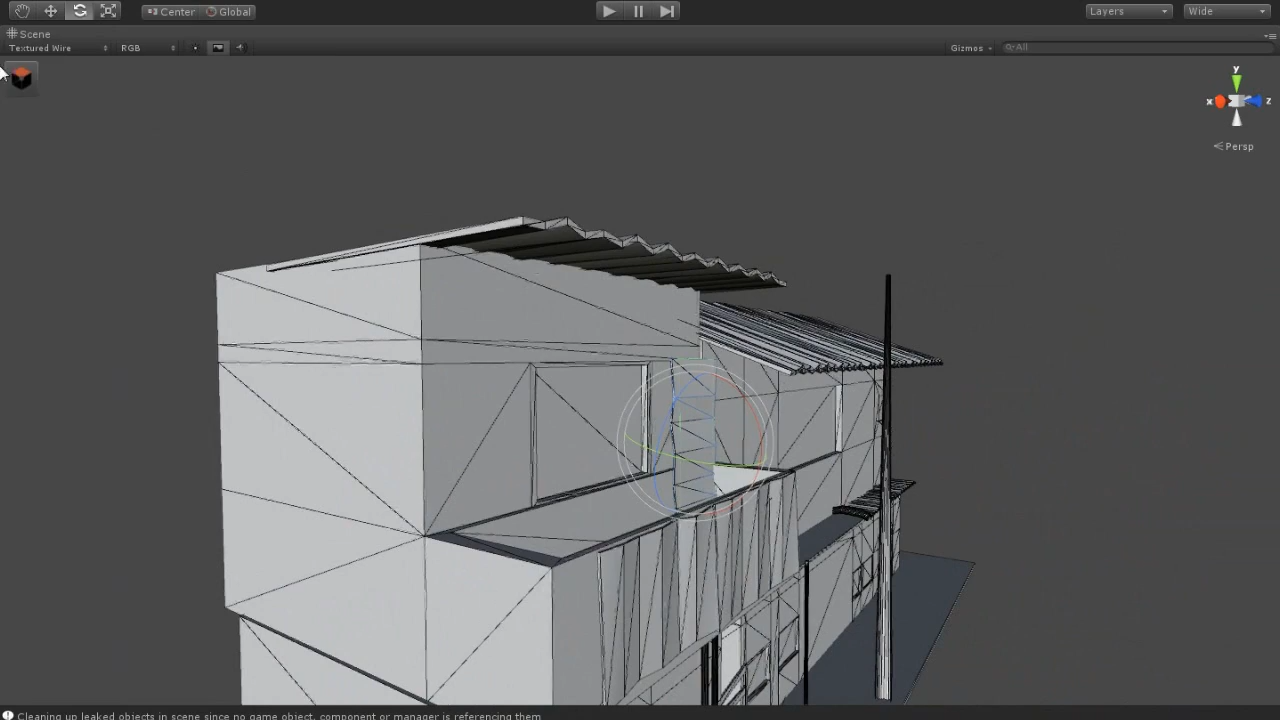 Center Global Layers Wide
Scene
Textured Wire RGB Gizmos All
y
x z
Persp
Cleaning up leaked objects in scene since no game object, component or manager is referencing them